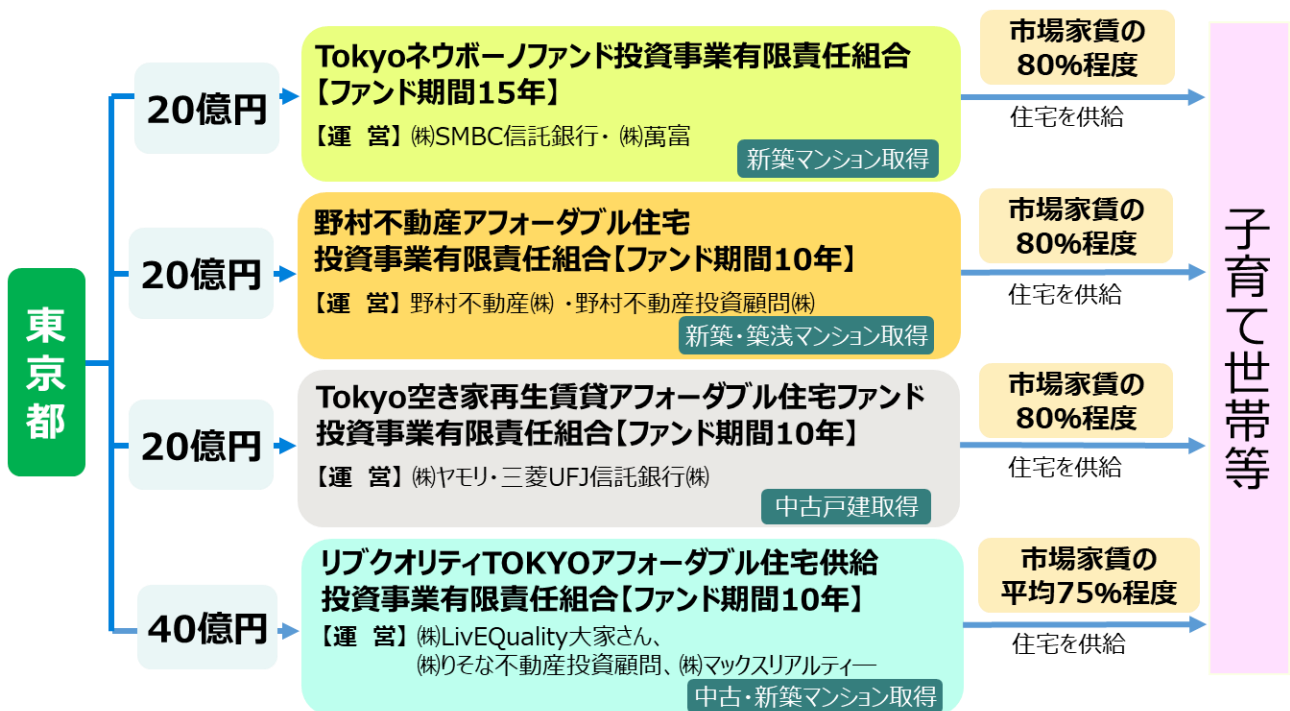 東京都
20億円
Tokyoネウボーノファンド投資事業有限責任組合
【ファンド期間15年】
【運 営】㈱SMBC信託銀行・㈱萬富
新築マンション取得
市場家賃の
80%程度
住宅を供給
20億円
野村不動産アフォーダブル住宅
投資事業有限責任組合【ファンド期間10年】
【運 営】野村不動産㈱・野村不動産投資顧問㈱
新築・築浅マンション取得
市場家賃の
80%程度
住宅を供給
20億円
Tokyo空き家再生賃貸アフォーダブル住宅ファンド
投資事業有限責任組合【ファンド期間10年】
【運 営】㈱ヤモリ・三菱UFJ信託銀行㈱
中古戸建取得
市場家賃の
80%程度
住宅を供給
40億円
リブクオリティTOKYOアフォーダブル住宅供給
投資事業有限責任組合【ファンド期間10年】
【運 営】㈱LivEQuality大家さん、
㈱りそな不動産投資顧問、㈱マックスリアルティ―
中古・新築マンション取得
市場家賃の
平均75%程度
住宅を供給
子育て世帯等